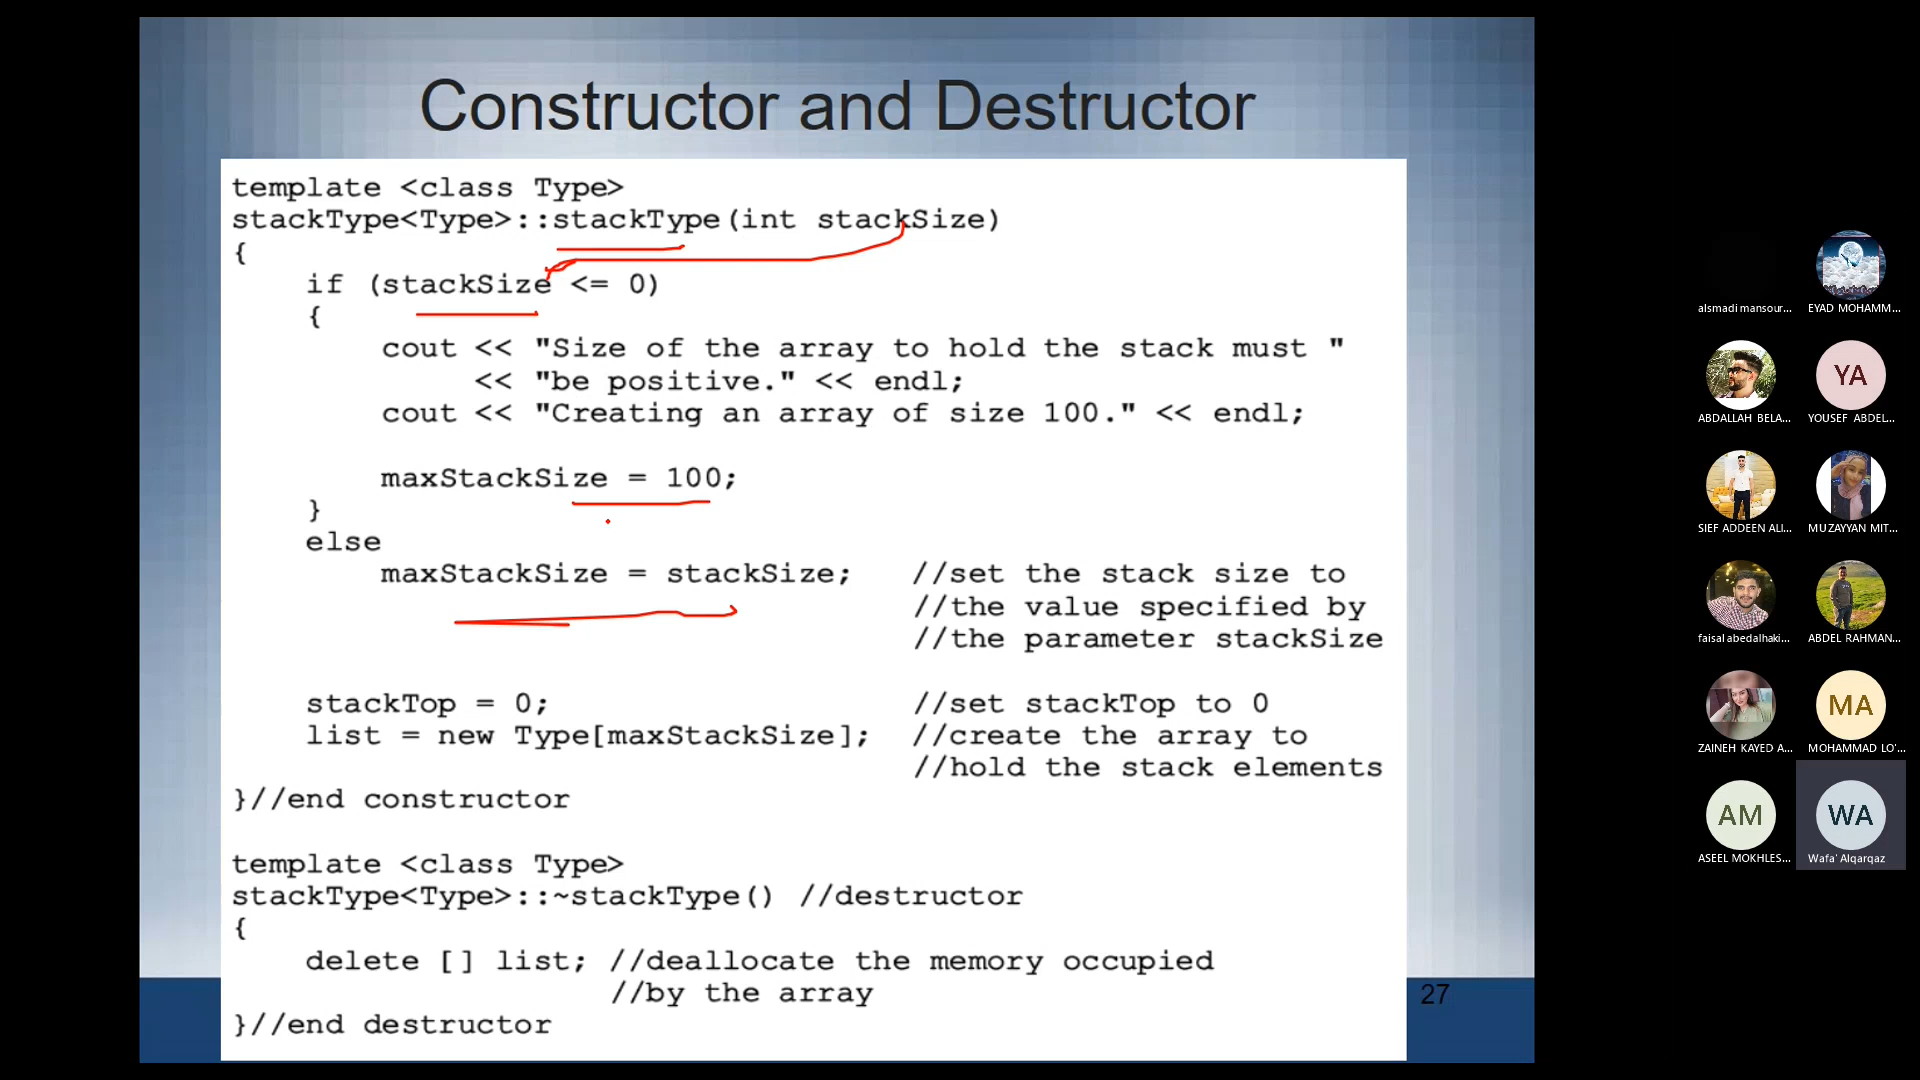 Constructor and Destructor
template <class Type>
stackType<Type>::stackType(int stackSize)
{
if (stackSize <= 0)
{
cout << "Size of the array to hold the stack must "
<< "be positive." << endl;
cout << "Creating an array of size 100." << endl;
maxStackSize = 100;
}
else
maxStackSize = stackSize; //set the stack size to
//the value specified by
//the parameter stackSize
stackTop = 0; //set stackTop to 0
list = new Type[maxStackSize]; //create the array to
//hold the stack elements
}//end constructor
template <class Type>
stackType<Type>::~stackType() //destructor
{
delete [] list; //deallocate the memory occupied
//by the array
}//end destructor
27
alsmadi mansour... EYAD MOHAMM...
YA
ABDALLAH BELA... YOUSEF ABDEL...
SIEF ADDEEN ALI... MUZAYYAN MIT...
faisal abedalhaki... ABDEL RAHMAN...
MA
ZAINEH KAYED A... MOHAMMAD LO'...
AM WA
ASEEL MOKHLES... Wafa' Alqarqaz